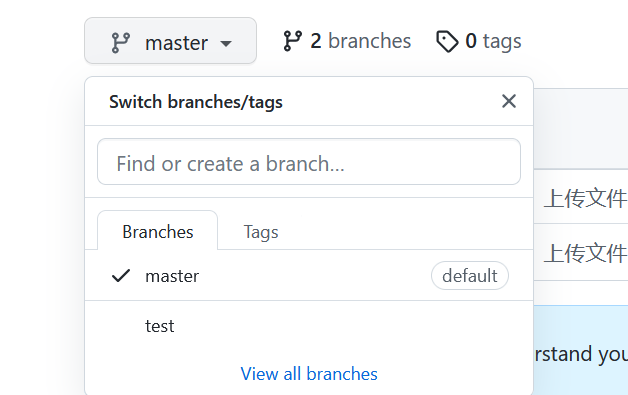 master 2 branches 0 tags
Switch branches/tags
Find or create a branch...
Branches Tags
上传文件
master default
上传文件
test
rstand you
View all branches